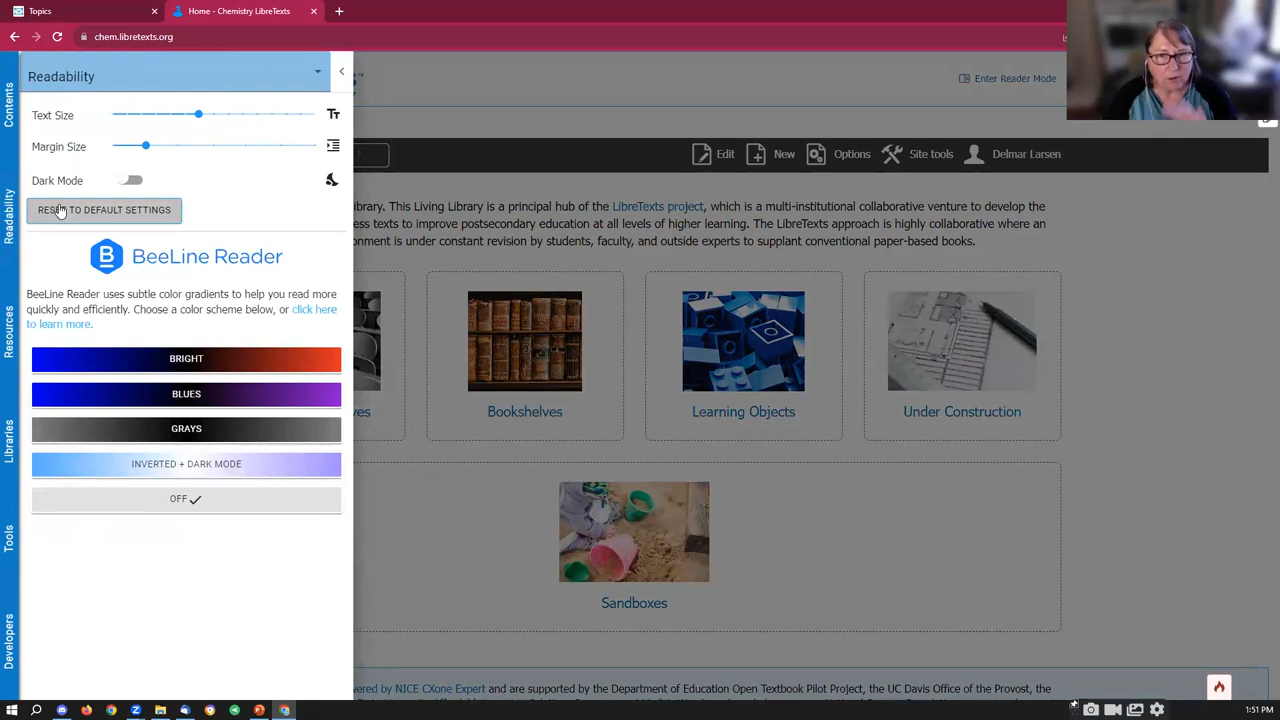 Topics
Home - Chemistry LibreTexts
chem.libretexts.org
Readability
Enter Reader Mode
Text Size
Margin Size
Dark Mode
RESET TO DEFAULT SETTINGS
BeeLine Reader
BeeLine Reader uses subtle color gradients to help you read more
quickly and efficiently. Choose a color scheme below, or click here
to learn more.
BRIGHT
BLUES
GRAYS
INVERTED + DARK MODE
OFF
Contents
Readability
Resources
Libraries
Tools
Developers
Edit
New
Options
Site tools
Delmar Larsen
Library. This Living Library is a principal hub of the LibreTexts project, which is a multi-institutional collaborative venture to develop the
ess texts to improve postsecondary education at all levels of higher learning. The LibreTexts approach is highly collaborative where an
onment is under constant revision by students, faculty, and outside experts to supplant conventional paper-based books.
ves
Bookshelves
Learning Objects
Under Construction
Sandboxes
wered by NICE CXone Expert and are supported by the Department of Education Open Textbook Pilot Project, the UC Davis Office of the Provost, the
1:51 PM